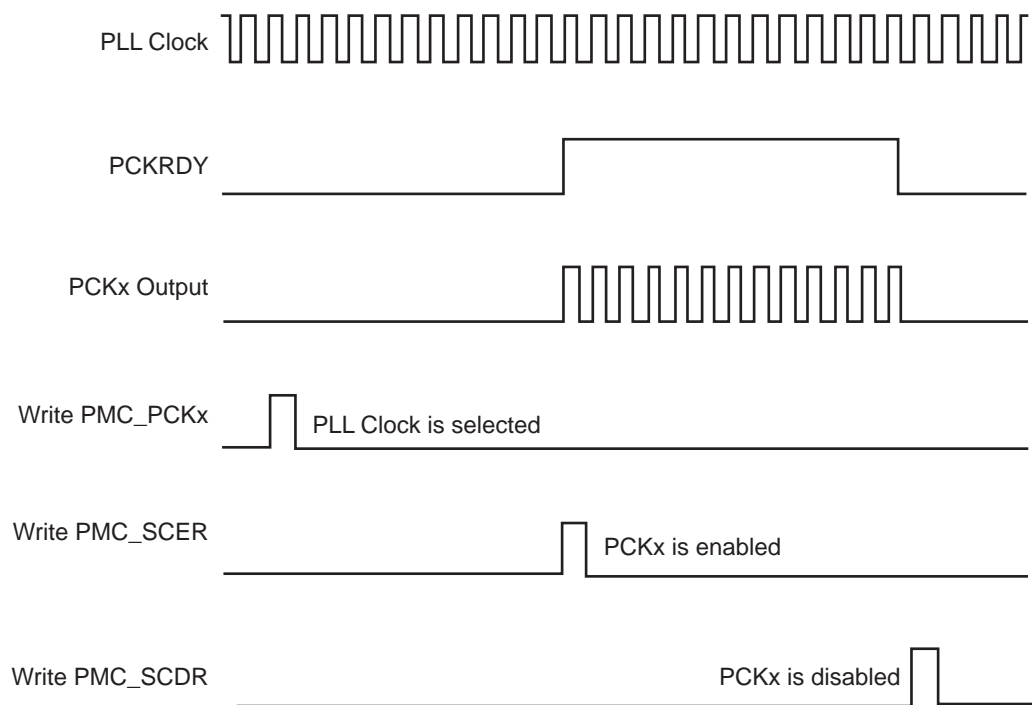 PLL Clock
PCKRDY
PCKx Output
Write PMC_PCKx
PLL Clock is selected
Write PMC_SCER
PCKx is enabled
Write PMC_SCDR
PCKx is disabled